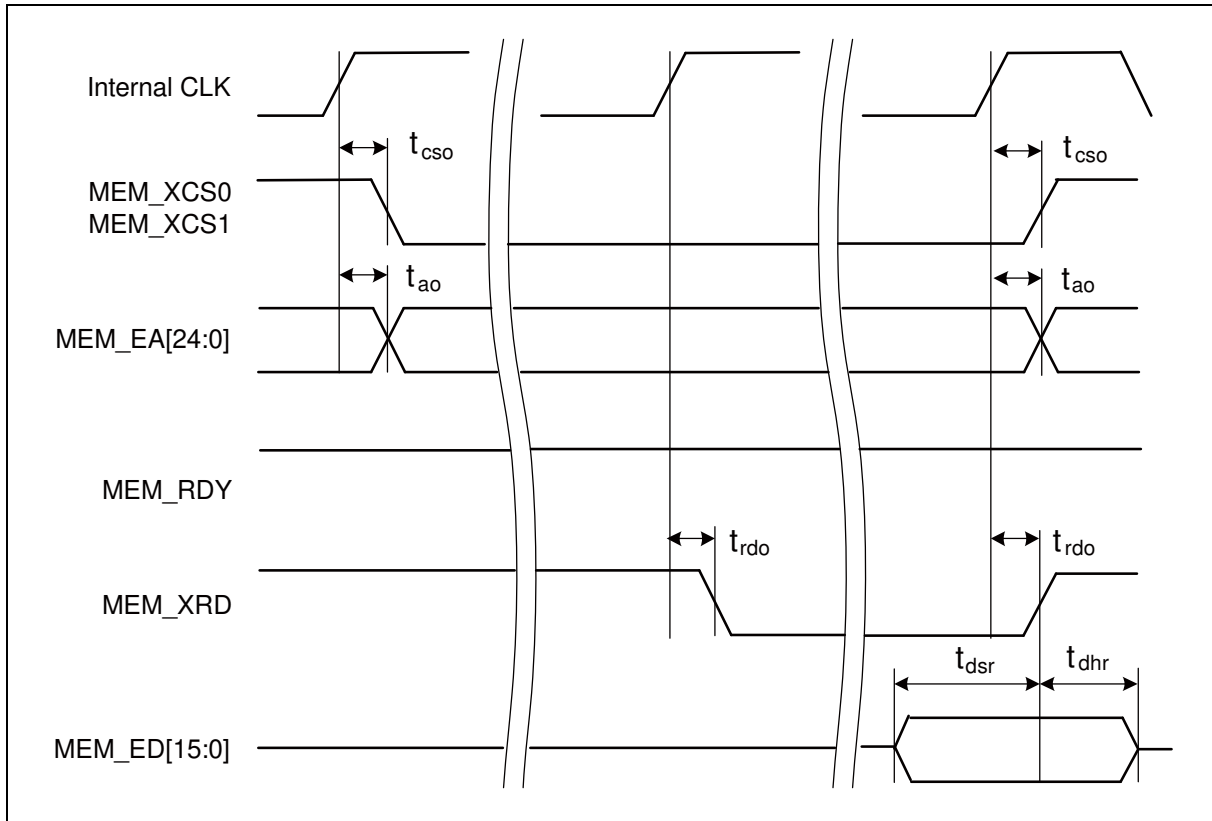 Internal CLK
tcso
tcso
MEM_XCS0
MEM_XCS1
tao
tao
MEM_EA[24:0]
MEM_RDY
trdo
trdo
MEM_XRD
tdsr
tdhr
MEM_ED[15:0]